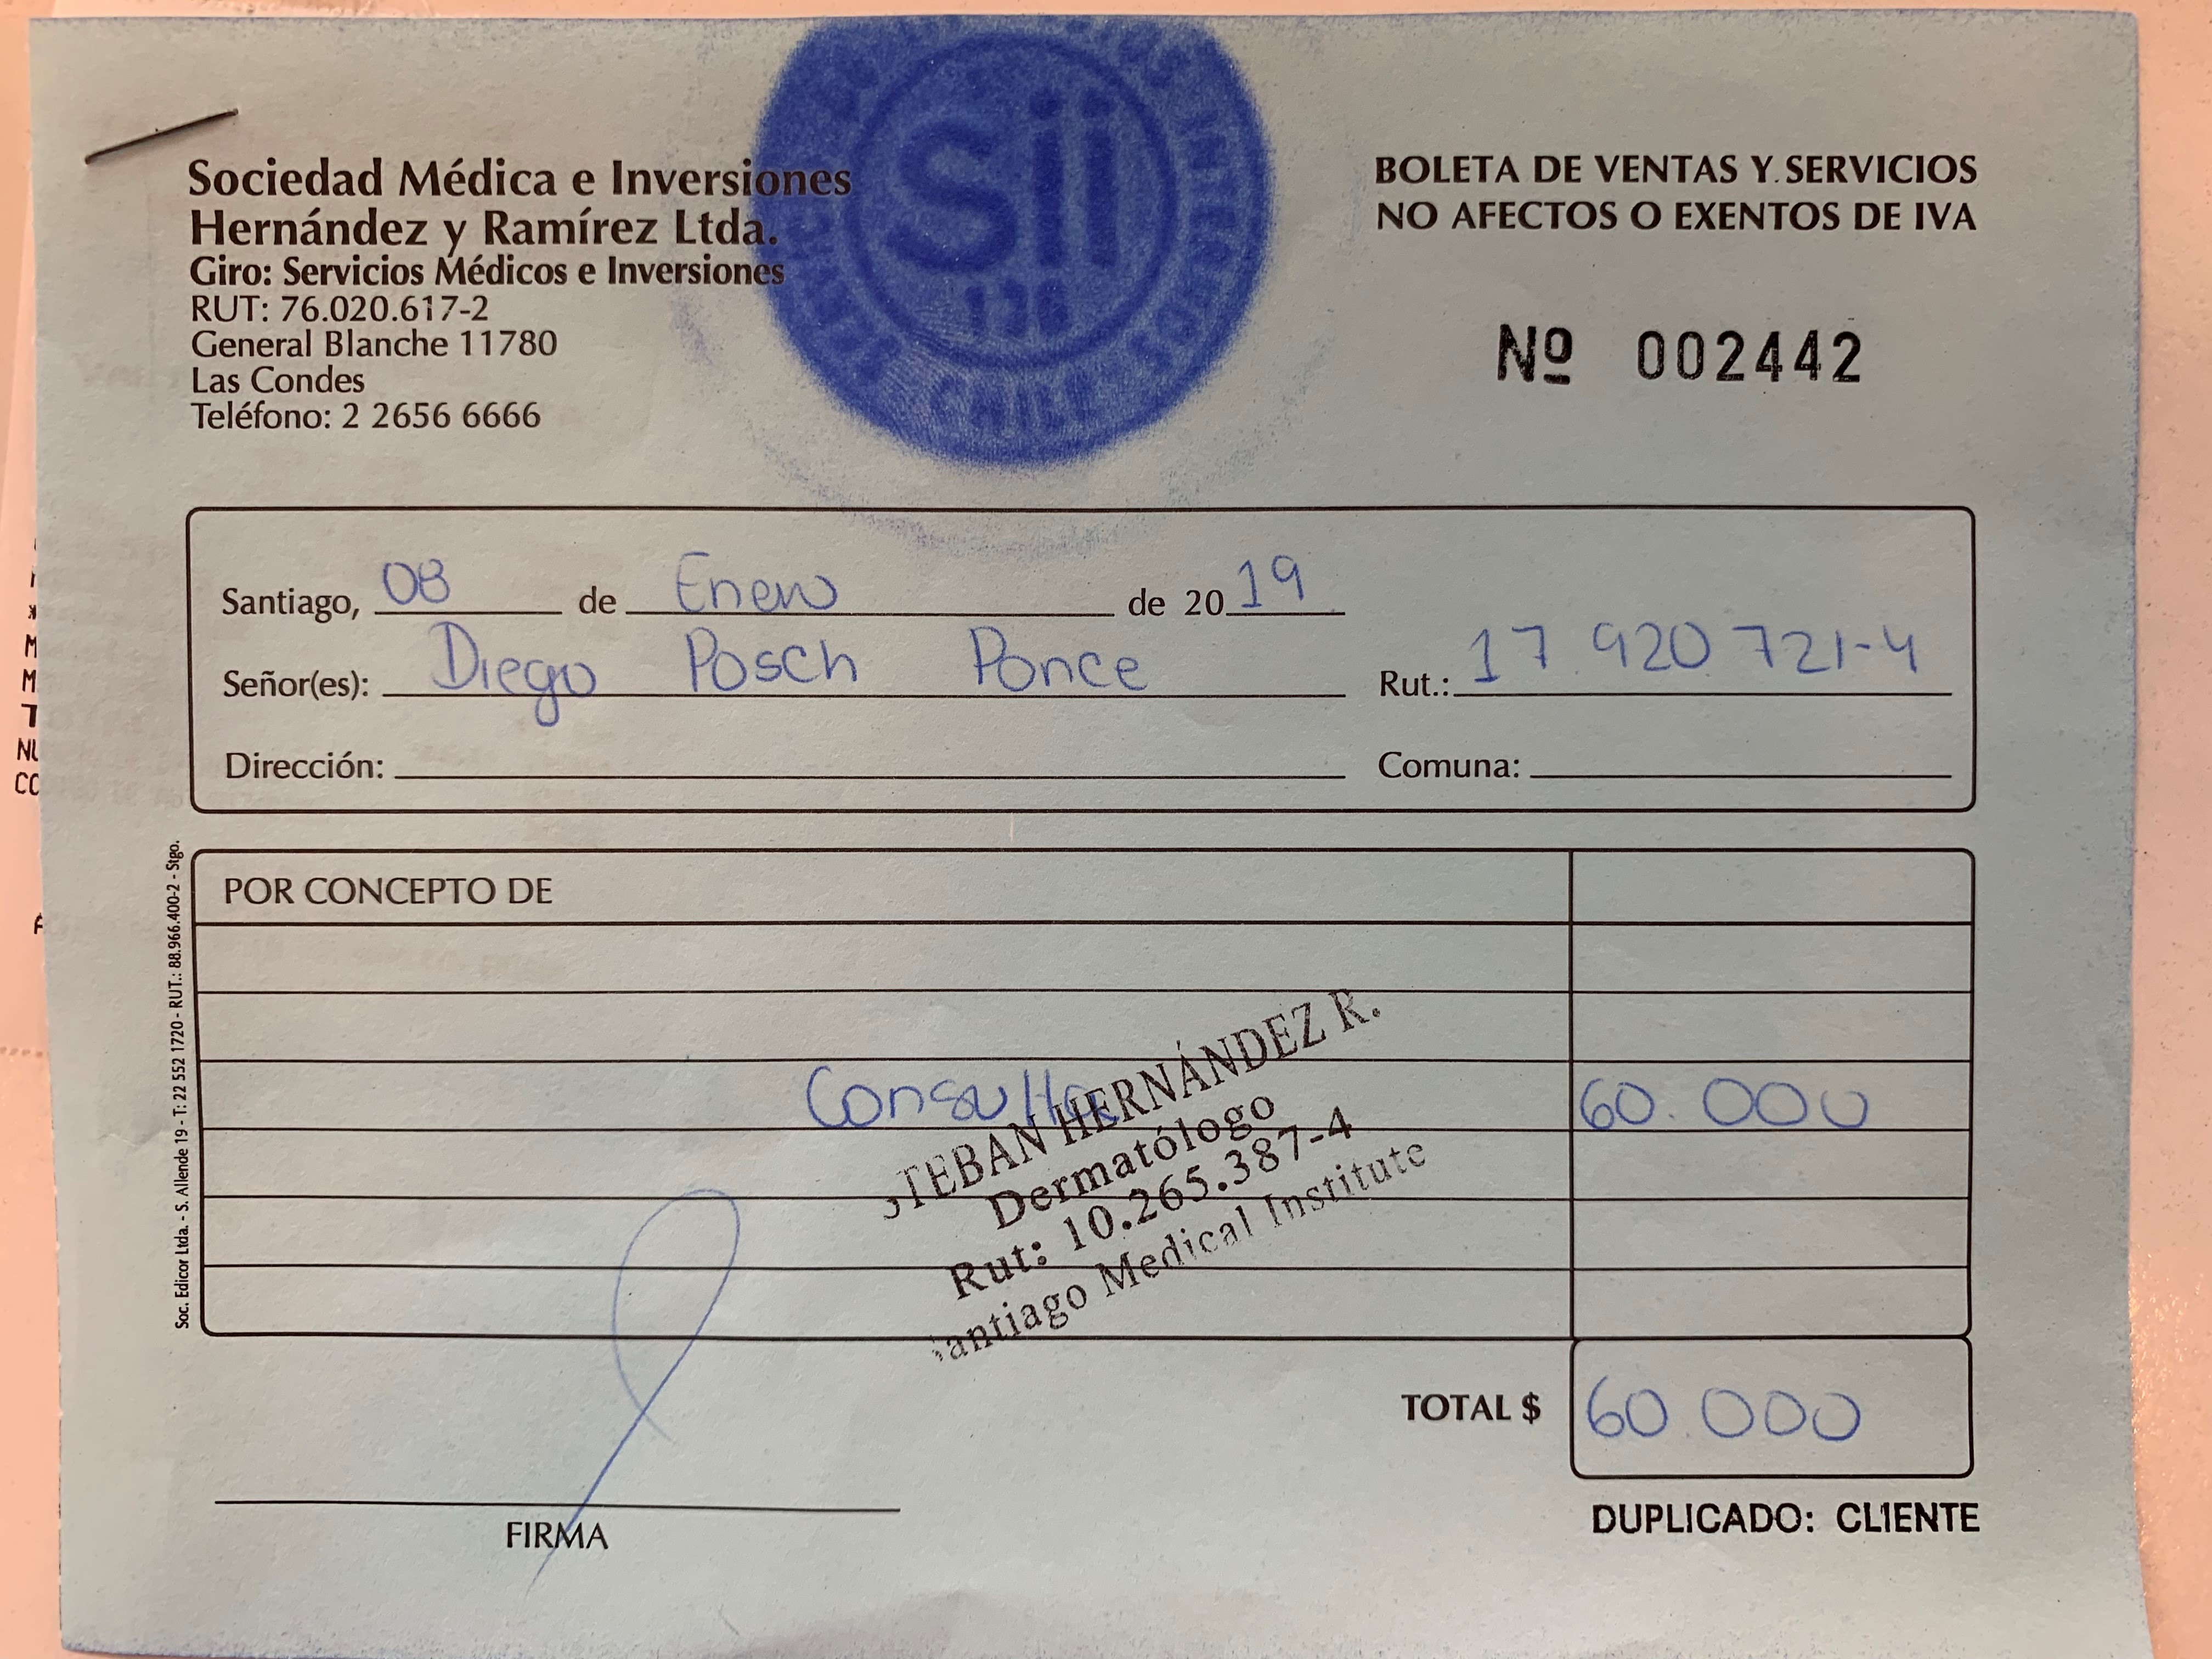 Sociedad Médica e Inversiones
Hernández y Ramírez Ltda.
Giro: Servicios Médicos e Inversiones
RUT: 76.020.617-2
General Blanche 11780
Las Condes
Teléfono: 2 2656 6666
sii
CHILE
BOLETA DE VENTAS Y SERVICIOS
NO AFECTOS O EXENTOS DE IVA
Nº 002442
Santiago, 08 de Enero de 2019
Señor(es): Diego Posch Ponce Rut.: 17 920 721-4
Dirección: Comuna:
Soc. Edicor Ltda. - S. Allende 19 - T: 22 552 1720 - RUT.: 88.966.400-2 - Stgo.
POR CONCEPTO DE
Consulta 60.000
STEBAN HERNÁNDEZ R.
Dermatólogo
Rut: 10.265.387-4
antiago Medical Institute
TOTAL $ 60.000
FIRMA
DUPLICADO: CLIENTE